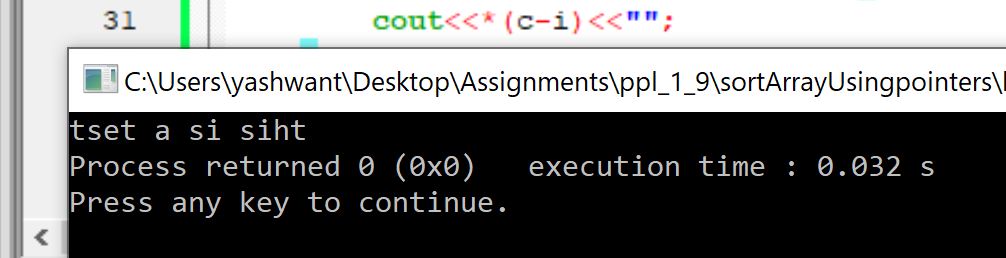 31 cout<<*(c-i)<<"";
C:\Users\yashwant\Desktop\Assignments\ppl_1_9\sortArrayUsingpointers\
tset a si siht
Process returned 0 (0x0)   execution time : 0.032 s
Press any key to continue.